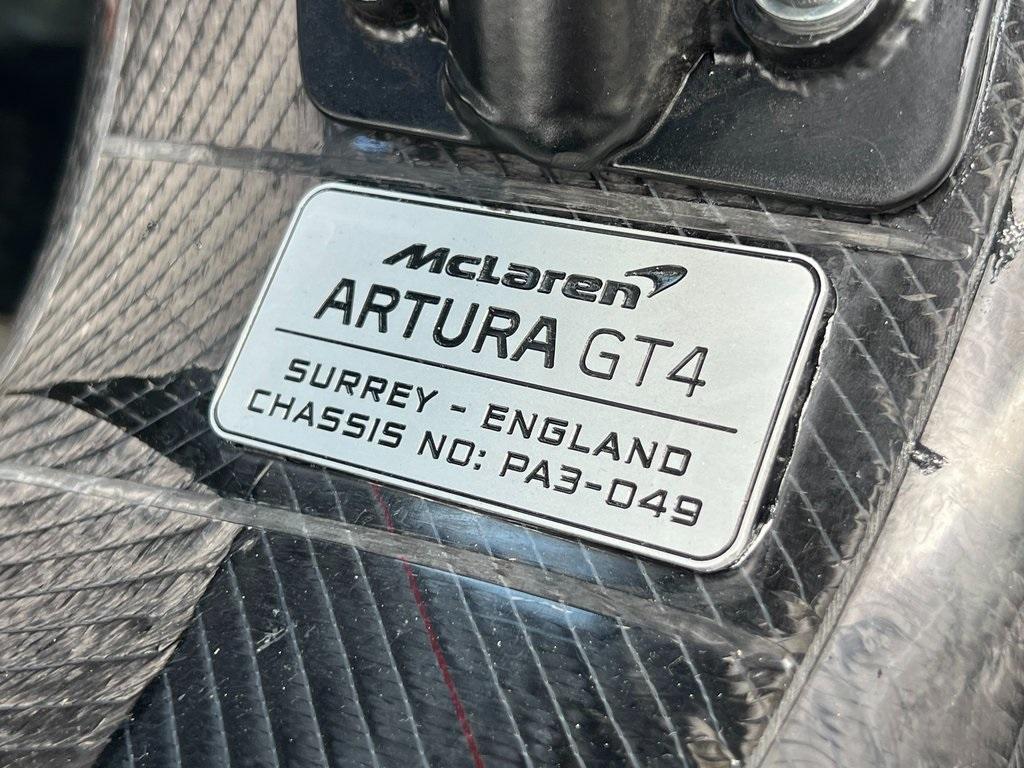 McLaren
ARTURA GT4
SURREY - ENGLAND
CHASSIS NO: PA3-049